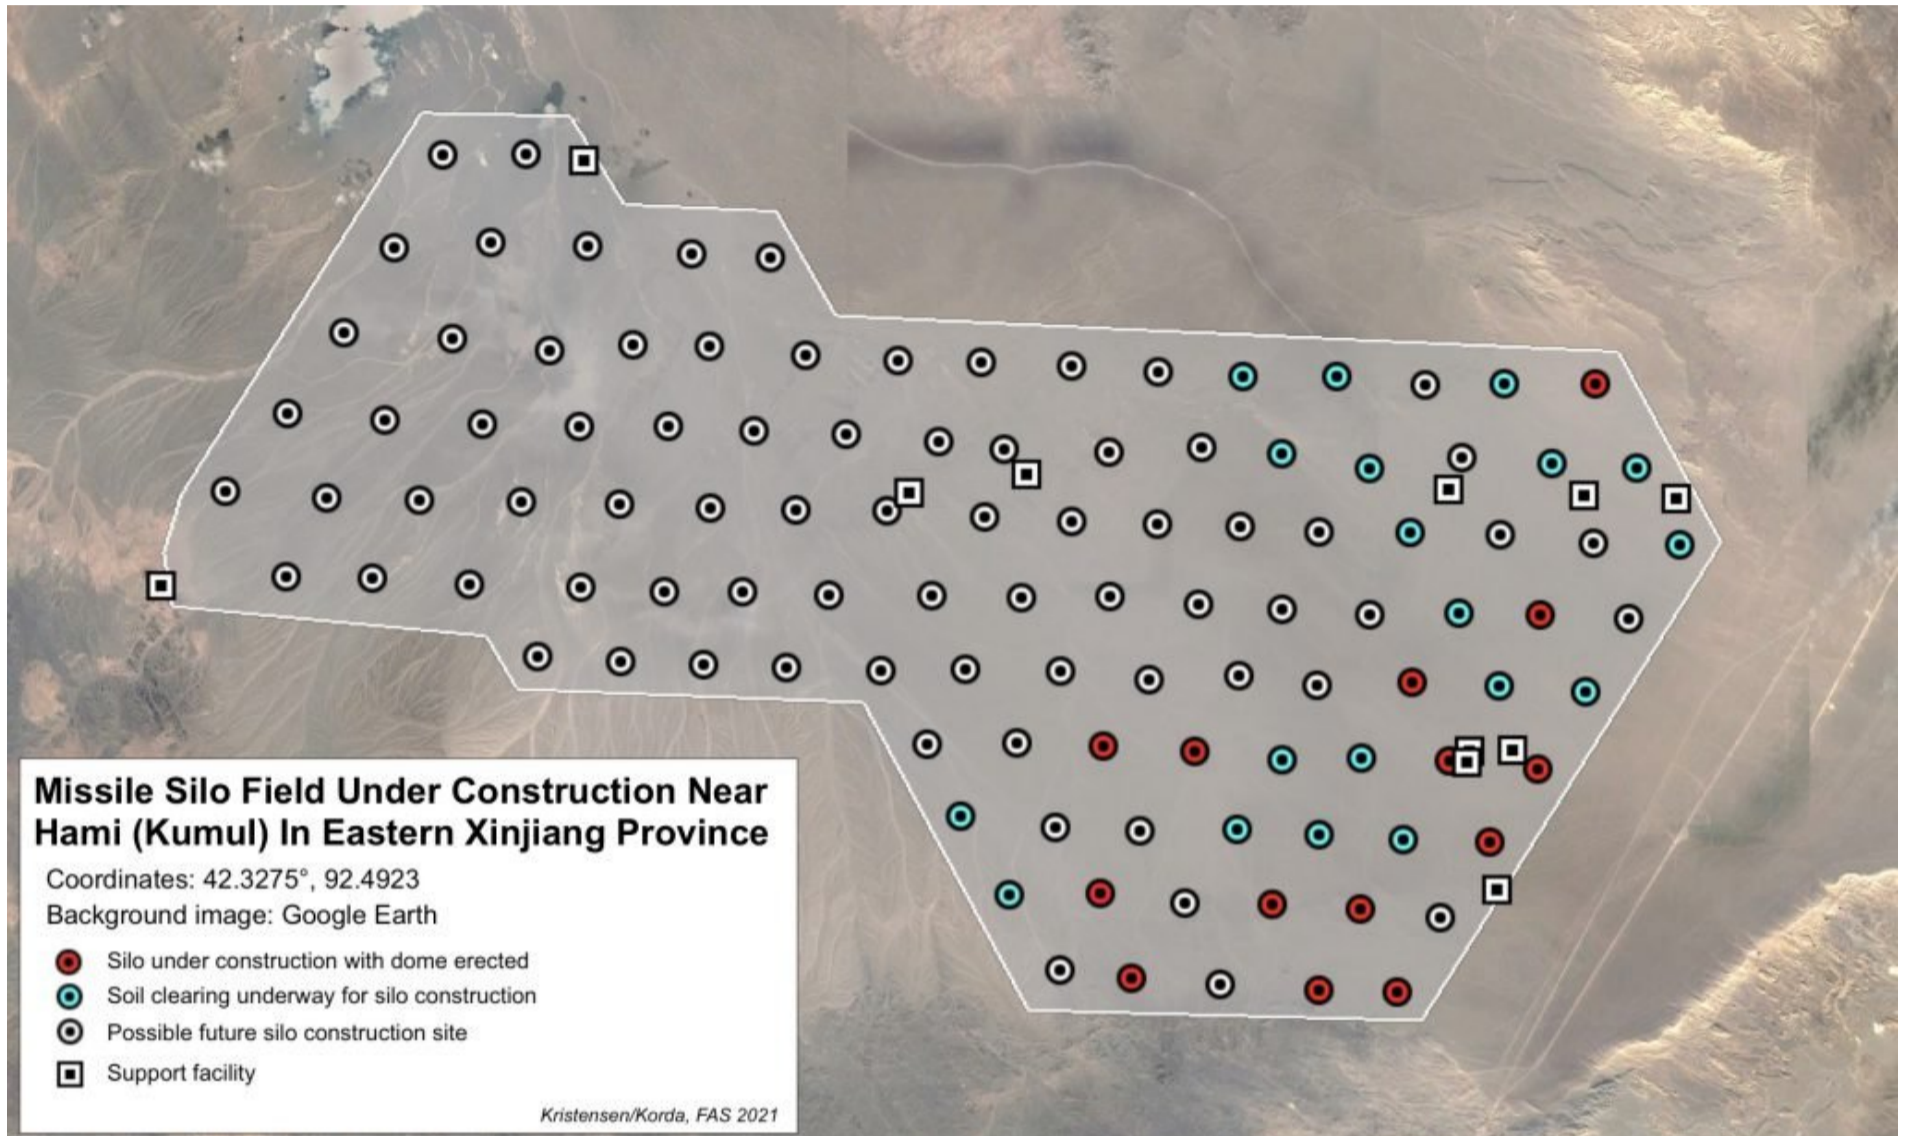 Missile Silo Field Under Construction Near
Hami (Kumul) In Eastern Xinjiang Province
Coordinates: 42.3275°, 92.4923
Background image: Google Earth
Silo under construction with dome erected
Soil clearing underway for silo construction
Possible future silo construction site
Support facility
Kristensen/Korda, FAS 2021